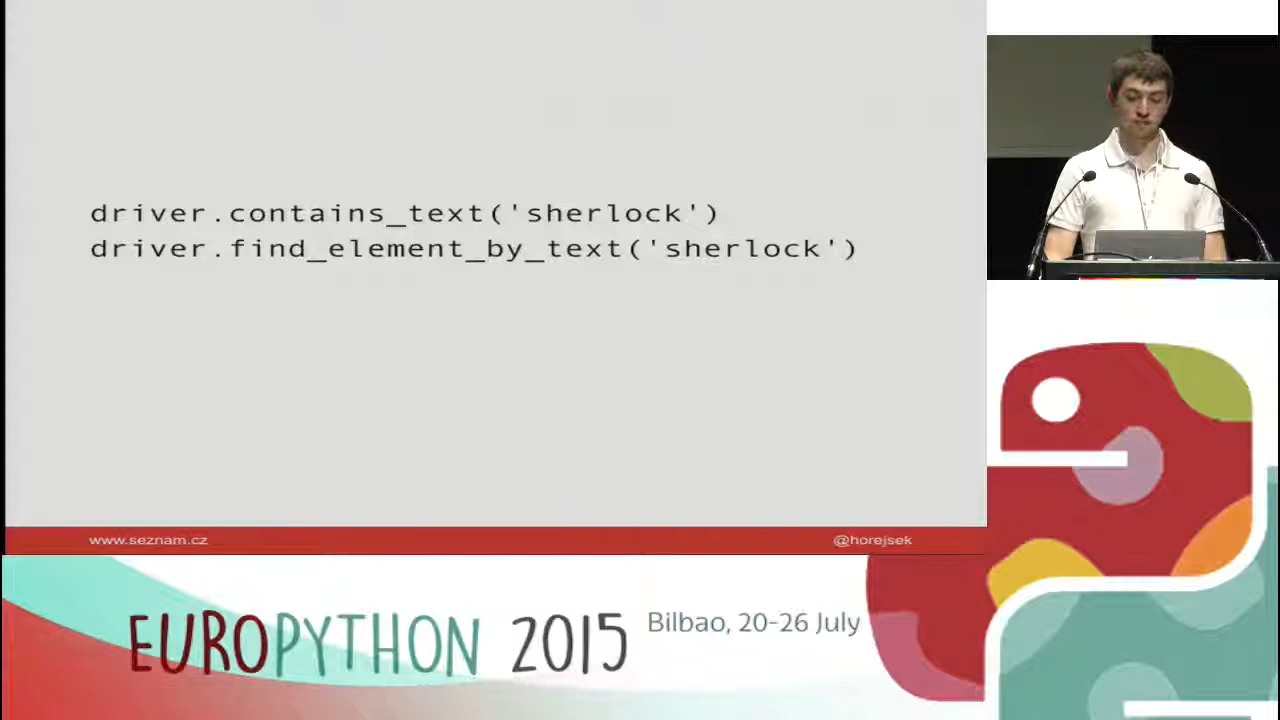 driver.contains_text('sherlock')
driver.find_element_by_text('sherlock')
www.seznam.cz
@horejsek
EUROPYTHON 2015
Bilbao, 20-26 July